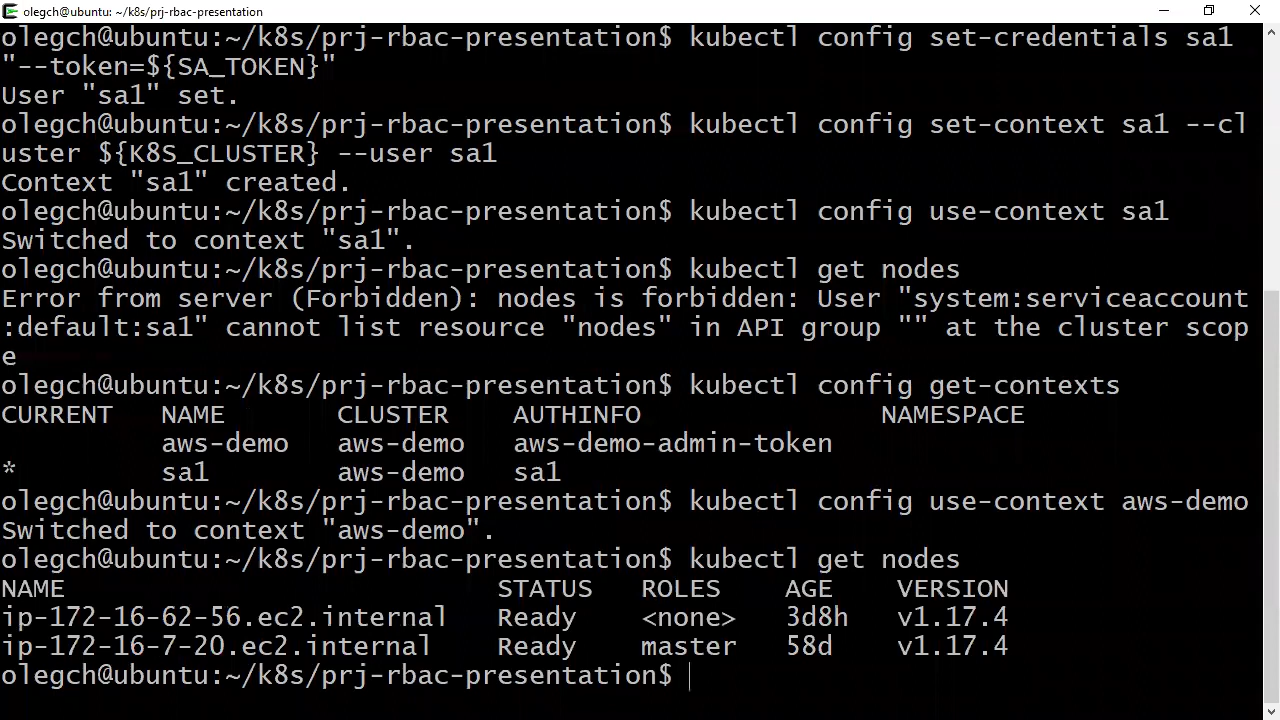 olegch@ubuntu: ~/k8s/prj-rbac-presentation
olegch@ubuntu:~/k8s/prj-rbac-presentation$ kubectl config set-credentials sa1
"--token=${SA_TOKEN}"
User "sa1" set.
olegch@ubuntu:~/k8s/prj-rbac-presentation$ kubectl config set-context sa1 --cl
uster ${K8S_CLUSTER} --user sa1
Context "sa1" created.
olegch@ubuntu:~/k8s/prj-rbac-presentation$ kubectl config use-context sa1
Switched to context "sa1".
olegch@ubuntu:~/k8s/prj-rbac-presentation$ kubectl get nodes
Error from server (Forbidden): nodes is forbidden: User "system:serviceaccount
:default:sa1" cannot list resource "nodes" in API group "" at the cluster scop
e
olegch@ubuntu:~/k8s/prj-rbac-presentation$ kubectl config get-contexts
CURRENT   NAME       CLUSTER    AUTHINFO               NAMESPACE
          aws-demo   aws-demo   aws-demo-admin-token
*         sa1        aws-demo   sa1
olegch@ubuntu:~/k8s/prj-rbac-presentation$ kubectl config use-context aws-demo
Switched to context "aws-demo".
olegch@ubuntu:~/k8s/prj-rbac-presentation$ kubectl get nodes
NAME                           STATUS   ROLES    AGE    VERSION
ip-172-16-62-56.ec2.internal   Ready    <none>   3d8h   v1.17.4
ip-172-16-7-20.ec2.internal    Ready    master   58d    v1.17.4
olegch@ubuntu:~/k8s/prj-rbac-presentation$